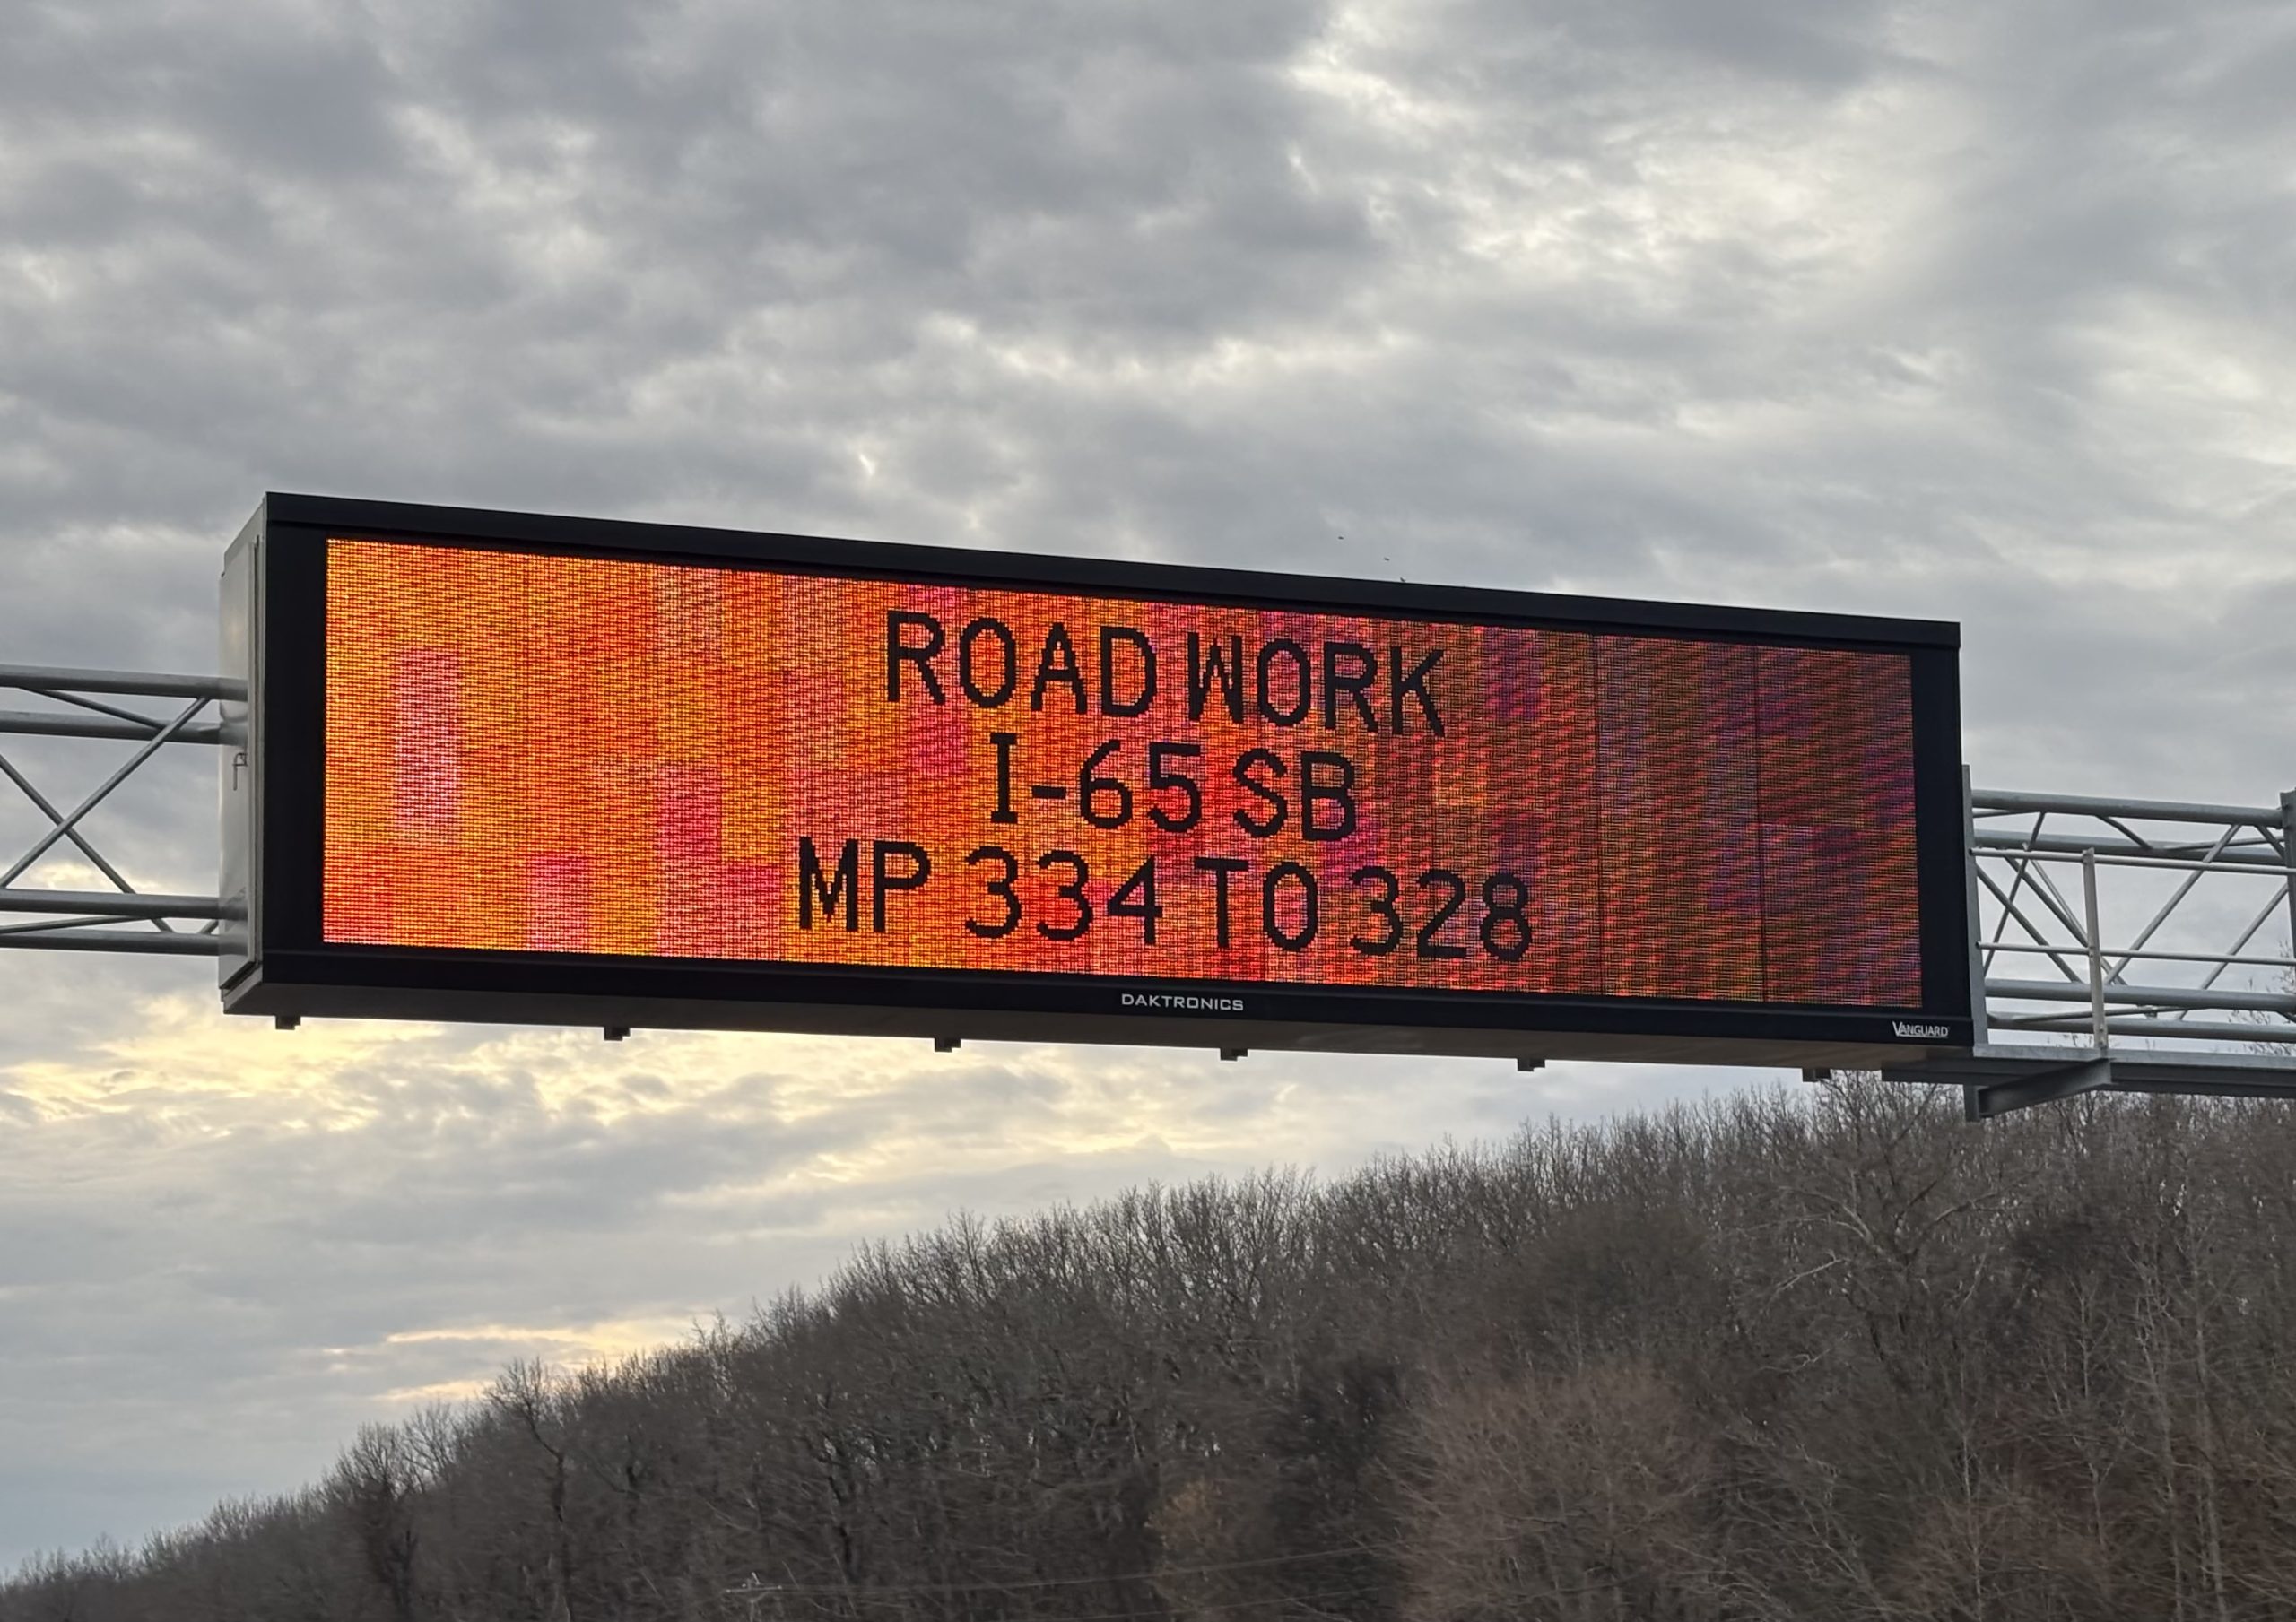 ROAD WORK
I-65 SB
MP 334 TO 328
DAKTRONICS
VANGUARD